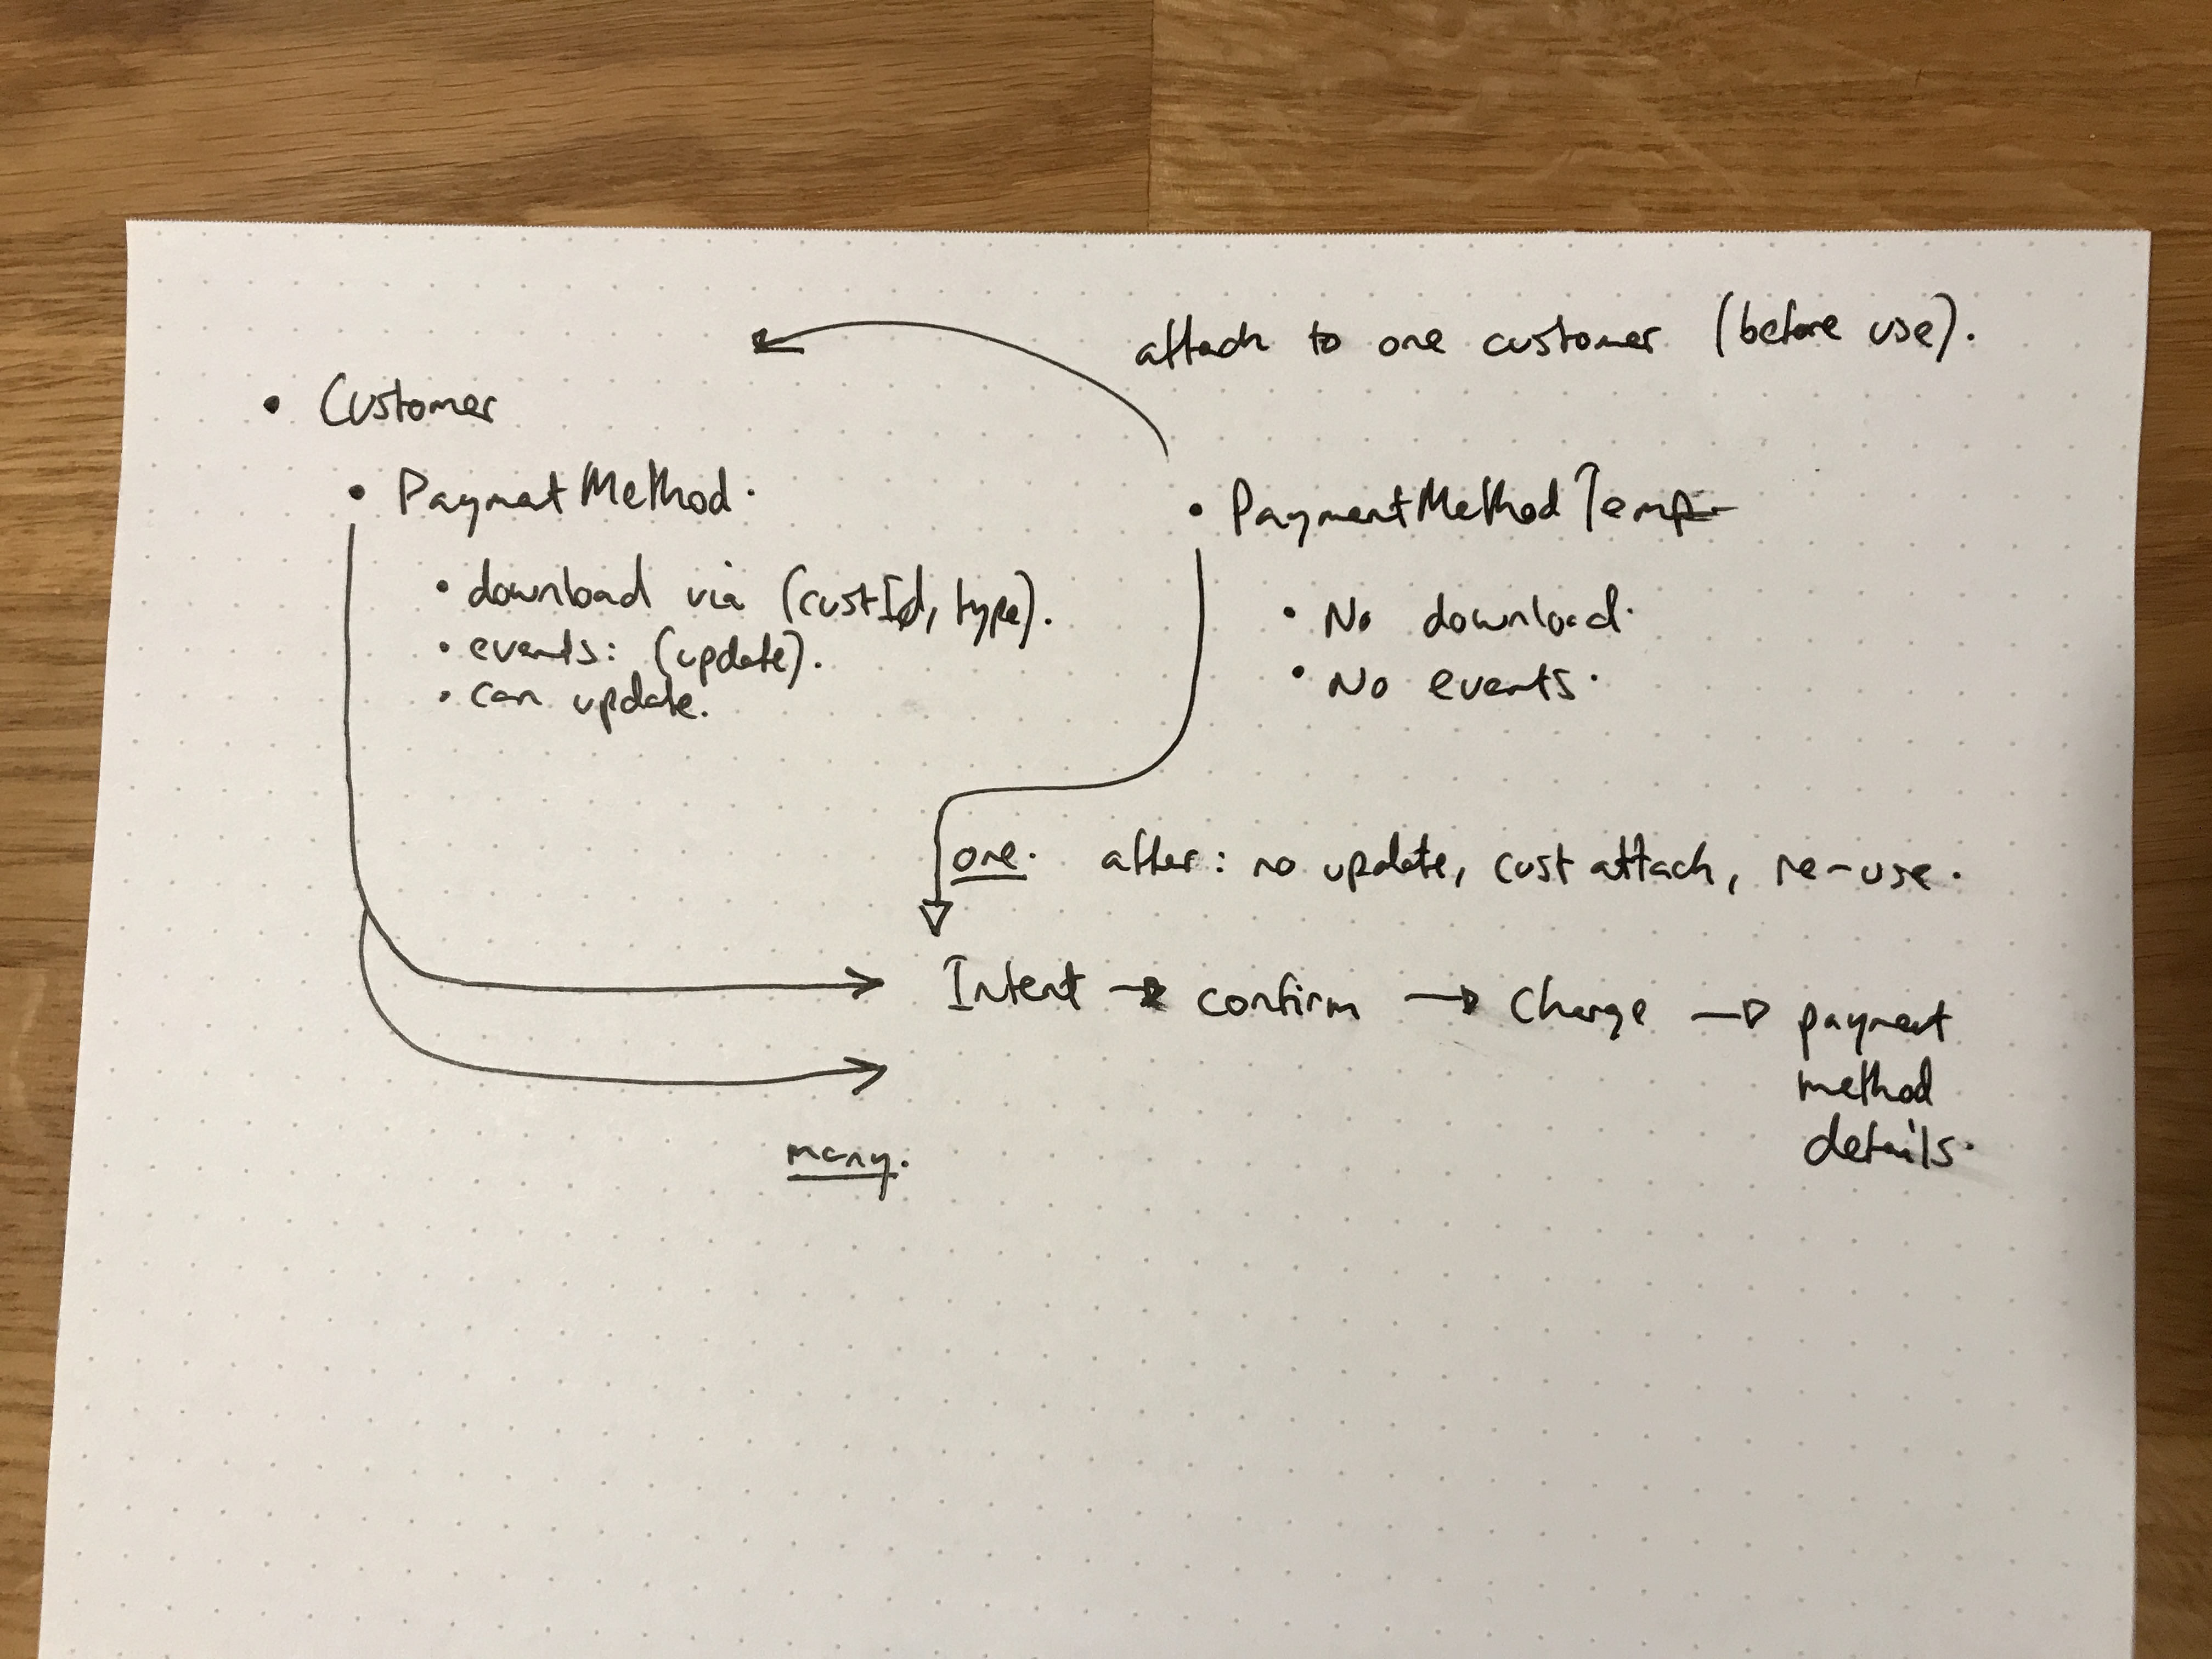 attach to one customer (before use).
• Customer
• PaymentMethod.
• download via (custId, type).
• events: (update).
• can update.
• PaymentMethodTemp
• No download.
• No events.
one. after: no update, cust attach, re-use.
Intent → confirm → Charge → payment
method
details.
many.